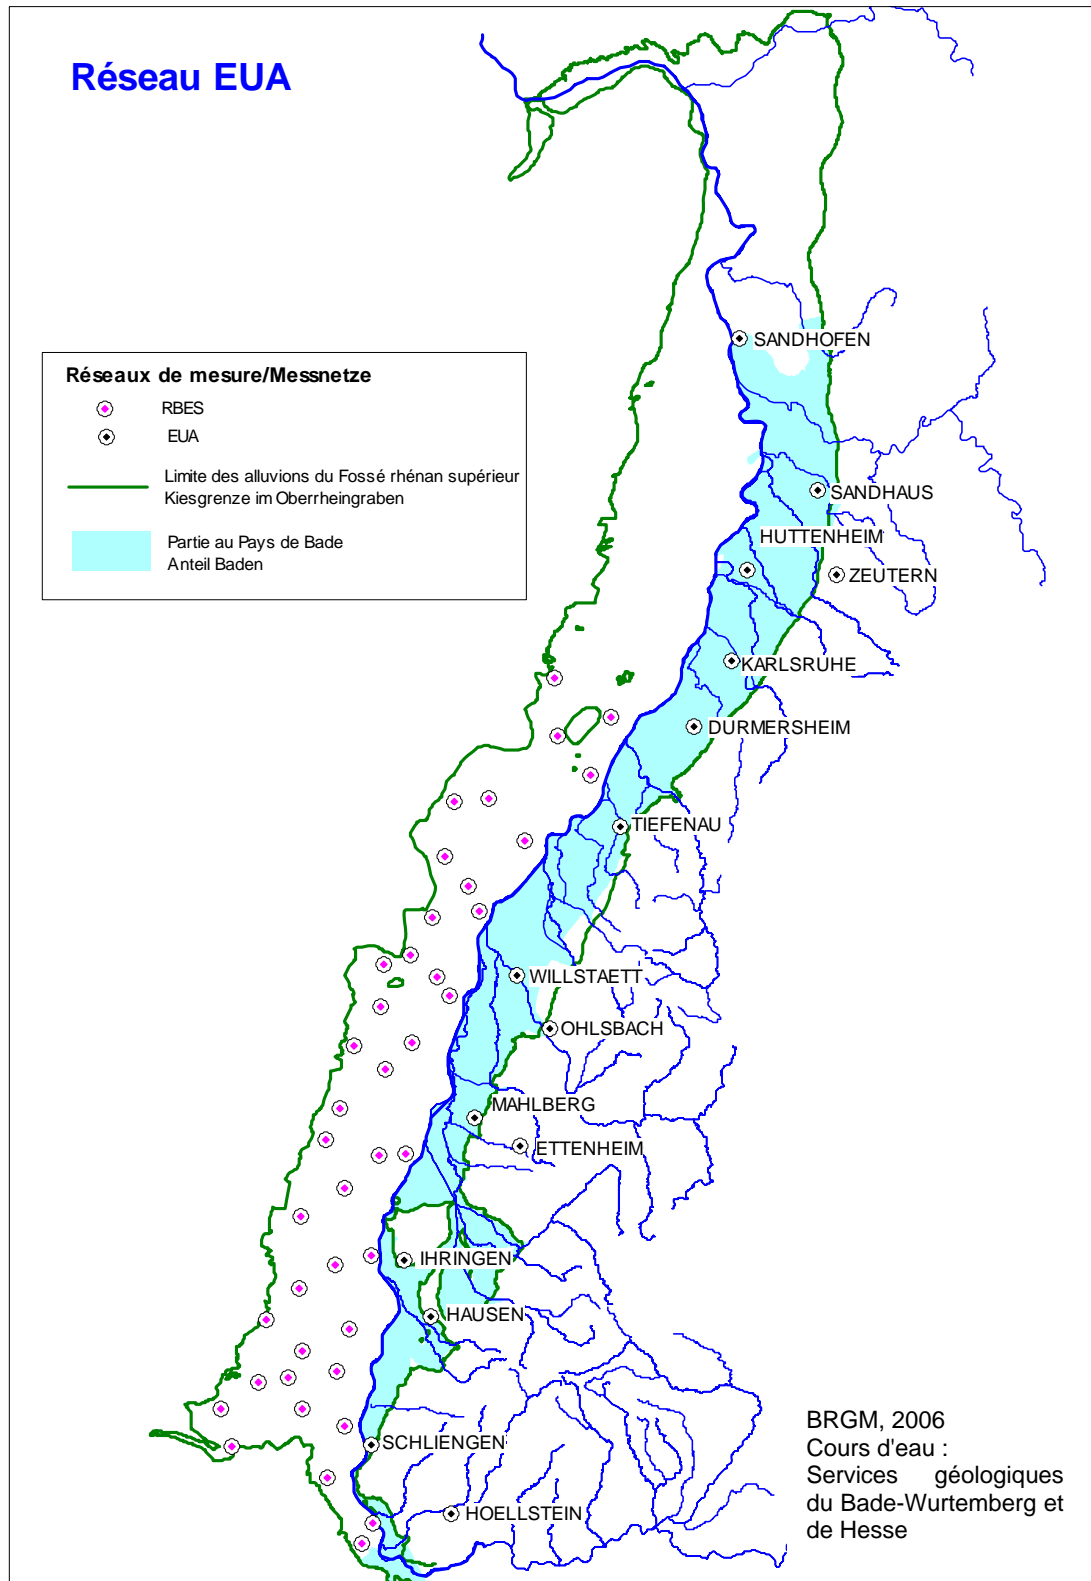 Réseau EUA
Réseaux de mesure/Messnetze
RBES
EUA
Limite des alluvions du Fossé rhénan supérieur
Kiesgrenze im Oberrheingraben
Partie au Pays de Bade
Anteil Baden
SANDHOFEN
SANDHAUS
HUTTENHEIM
ZEUTERN
KARLSRUHE
DURMERSHEIM
TIEFENAU
WILLSTAETT
OHLSBACH
MAHLBERG
ETTENHEIM
IHRINGEN
HAUSEN
SCHLIENGEN
HOELLSTEIN
BRGM, 2006
Cours d'eau :
Services géologiques
du Bade-Wurtemberg et
de Hesse